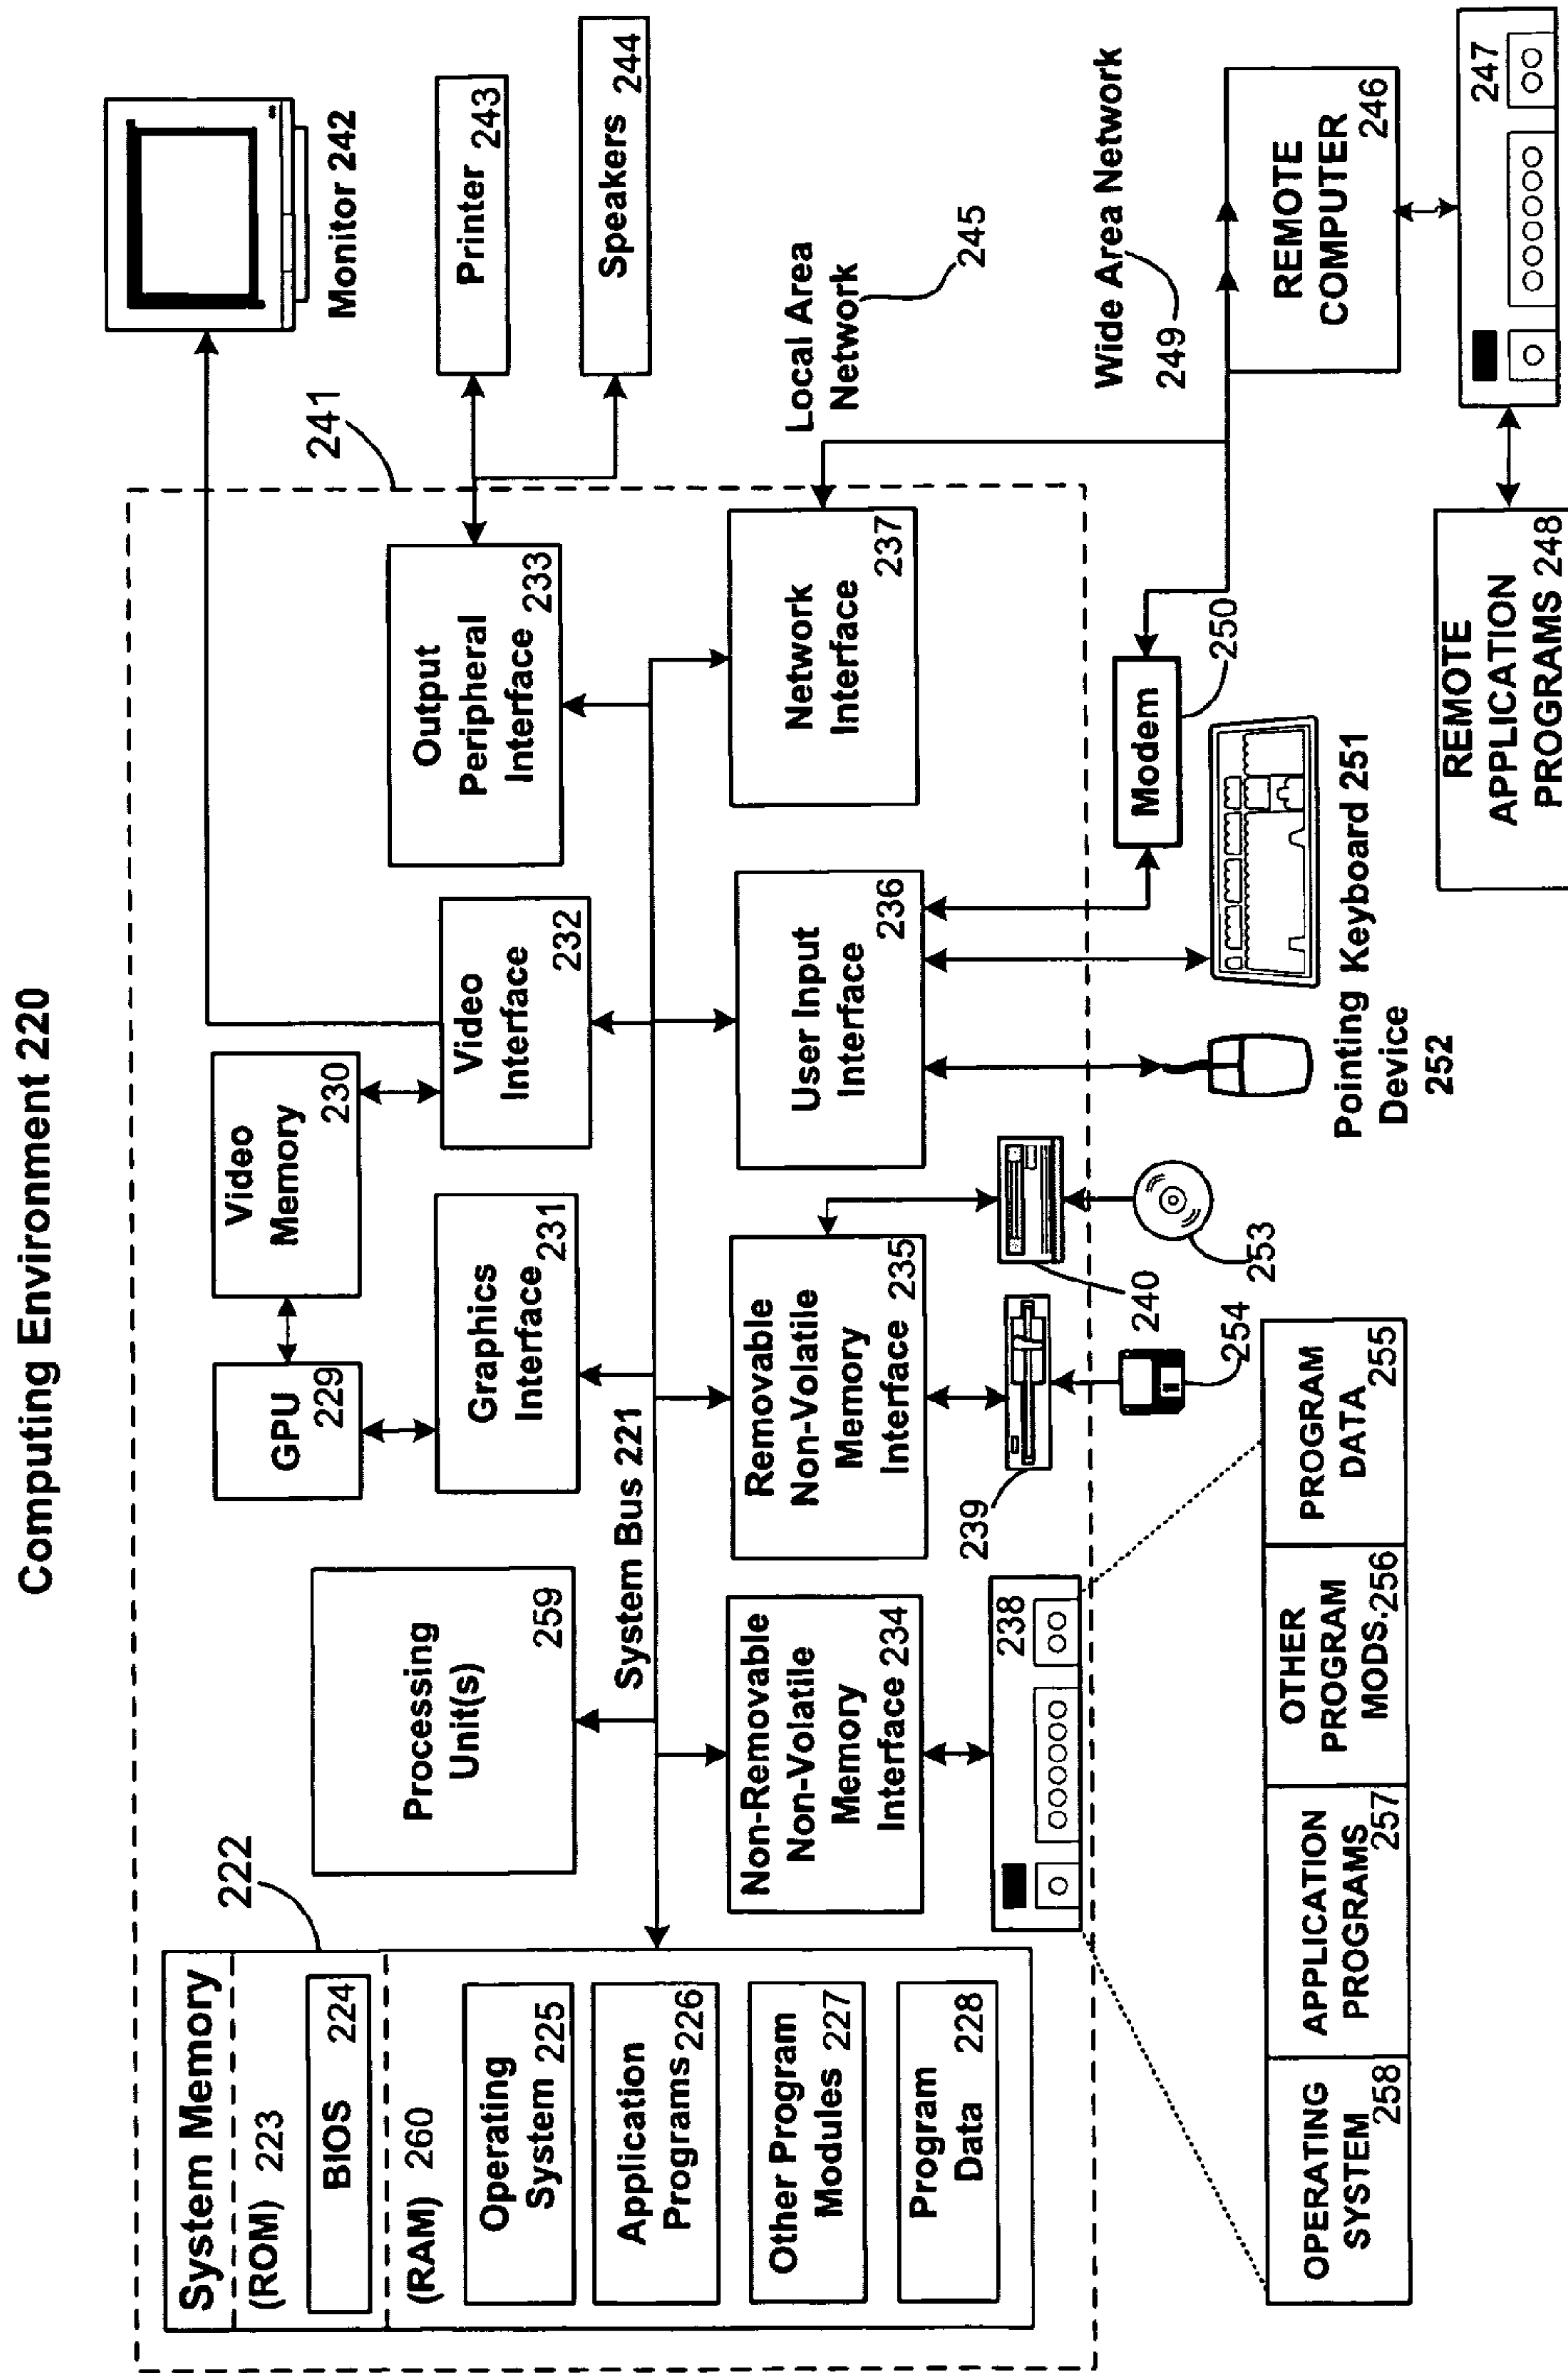 Computing Environment 220
222
System Memory
(ROM) 223
BIOS 224
(RAM) 260
Operating
System 225
Application
Programs 226
Other Program
Modules 227
Program
Data 228
Processing
Unit(s)
259
GPU
229
Video
Memory
230
Graphics
Interface 231
Video
Interface
232
Output
Peripheral
Interface 233
241
Monitor 242
Printer 243
Speakers 244
System Bus 221
Non-Removable
Non-Volatile
Memory
Interface 234
Removable
Non-Volatile
Memory
Interface 235
User Input
Interface
236
Network
Interface
237
Local Area
Network
245
238
239
240
253
254
Modem
250
Wide Area Network
249
REMOTE
COMPUTER
246
247
Pointing
Device
252
Keyboard 251
OPERATING
SYSTEM
258
APPLICATION
PROGRAMS
257
OTHER
PROGRAM
MODS. 256
PROGRAM
DATA
255
REMOTE
APPLICATION
PROGRAMS 248